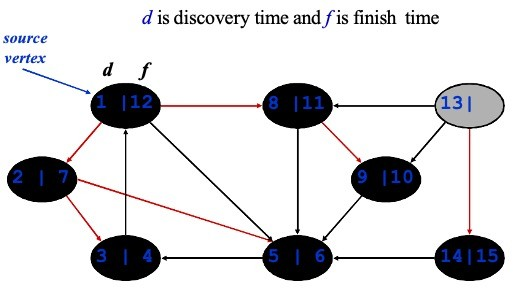 d is discovery time and f is finish time
source
vertex
d f
1 |12
8 |11
13|
2 | 7
9 |10
3 | 4
5 | 6
14|15